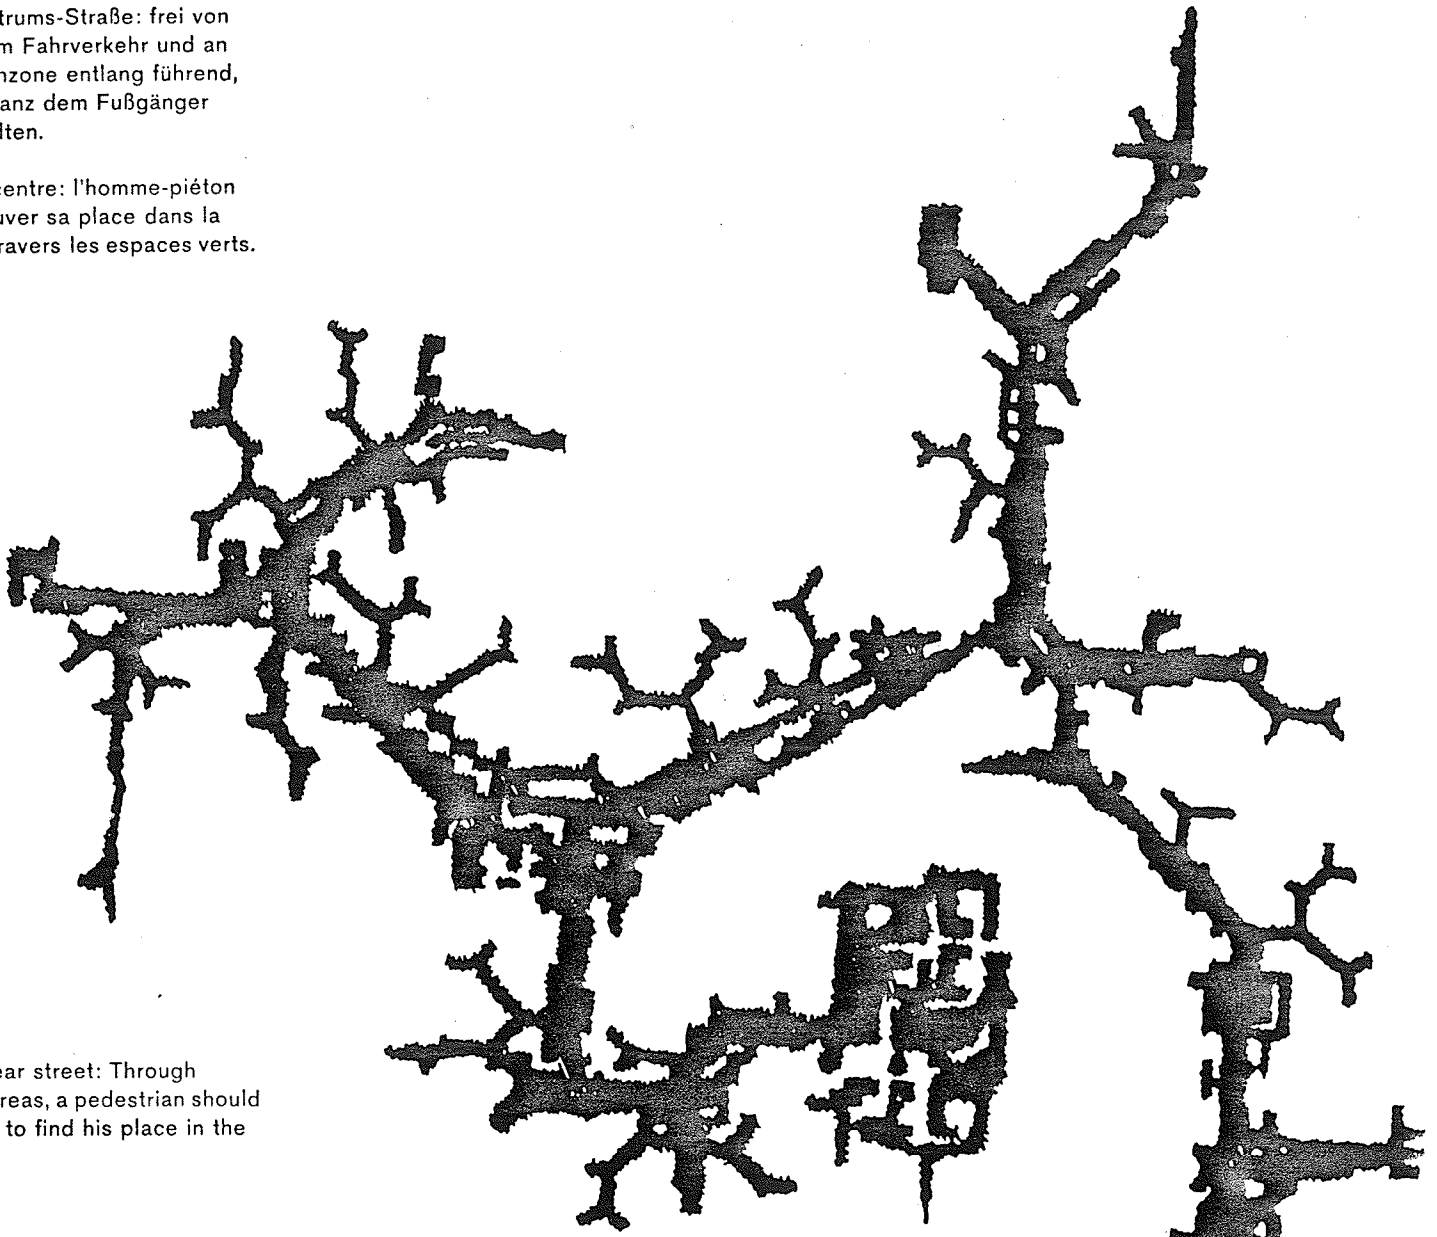 trums-Straße: frei von
m Fahrverkehr und an
nzone entlang führend,
anz dem Fußgänger
lten.
centre: l'homme-piéton
uver sa place dans la
ravers les espaces verts.
ear street: Through
reas, a pedestrian should
to find his place in the